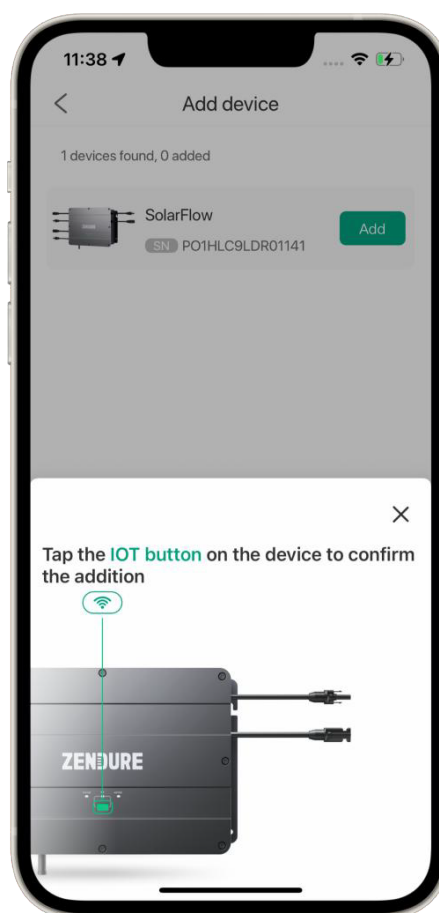 11:38
Add device
1 devices found, 0 added
SolarFlow
SN PO1HLC9LDR01141
Add
Tap the IOT button on the device to confirm
the addition
ZENDURE